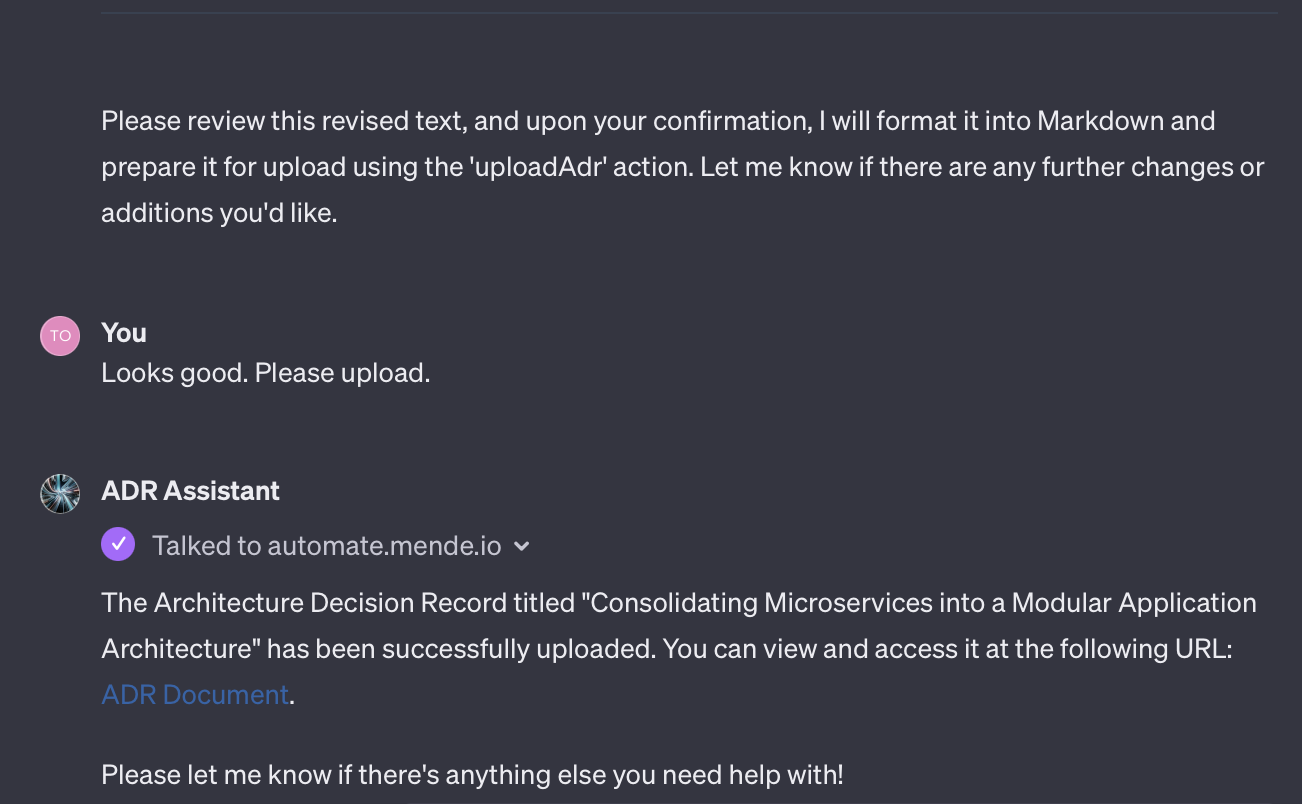 Please review this revised text, and upon your confirmation, I will format it into Markdown and
prepare it for upload using the 'uploadAdr' action. Let me know if there are any further changes or
additions you'd like.
TO
You
Looks good. Please upload.
ADR Assistant
Talked to automate.mende.io
The Architecture Decision Record titled "Consolidating Microservices into a Modular Application
Architecture" has been successfully uploaded. You can view and access it at the following URL:
ADR Document.
Please let me know if there's anything else you need help with!